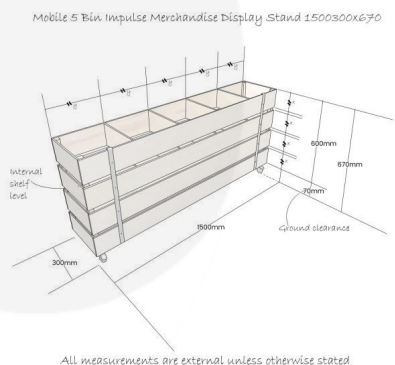 Mobile 5 Bin Impulse Merchandise Display Stand 1500300x670
600mm
670mm
Internal
shelf
level
70mm
1500mm
Ground clearance
300mm
All measurements are external unless otherwise stated